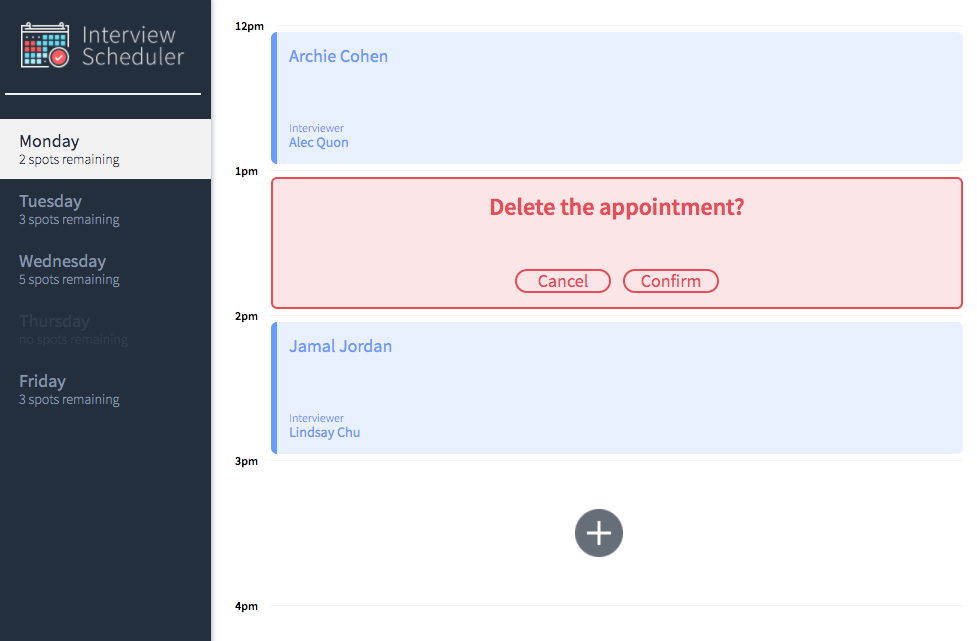 Interview
Scheduler
Monday
2 spots remaining
Tuesday
3 spots remaining
Wednesday
5 spots remaining
Thursday
no spots remaining
Friday
3 spots remaining
12pm
Archie Cohen
Interviewer
Alec Quon
1pm
Delete the appointment?
Cancel Confirm
2pm
Jamal Jordan
Interviewer
Lindsay Chu
3pm
4pm